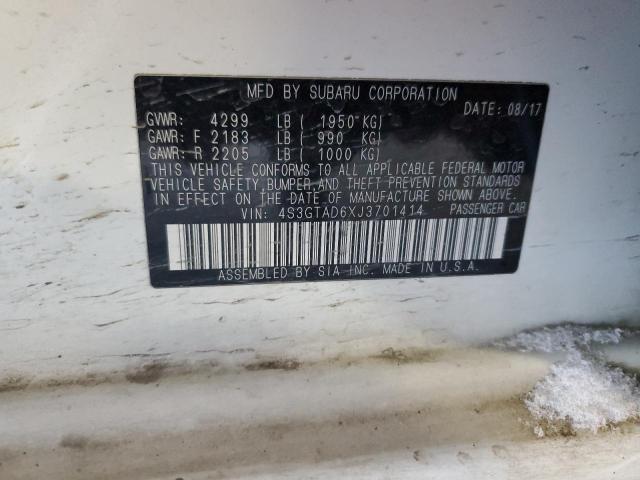 MFD BY SUBARU CORPORATION
DATE: 08/17
GVWR: 4299 LB ( 1950 KG)
GAWR: F 2183 LB ( 990 KG)
GAWR: R 2205 LB ( 1000 KG)
THIS VEHICLE CONFORMS TO ALL APPLICABLE FEDERAL MOTOR
VEHICLE SAFETY, BUMPER AND THEFT PREVENTION STANDARDS
IN EFFECT ON THE DATE OF MANUFACTURE SHOWN ABOVE.
VIN: 4S3GTAD6XJ3701414 PASSENGER CAR
ASSEMBLED BY SIA INC. MADE IN U.S.A.